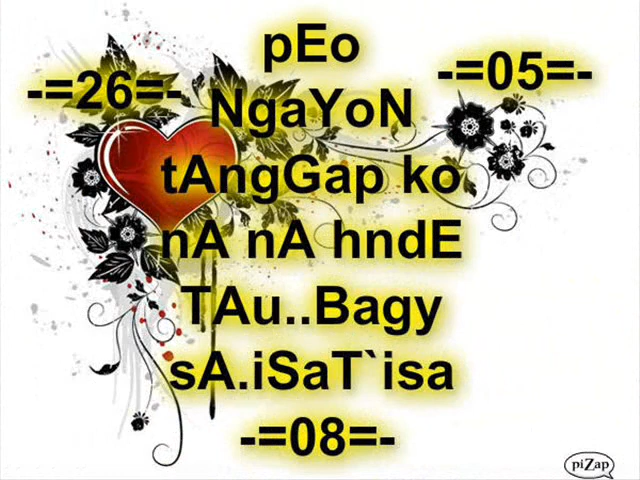 pEo
-=26=- -=05=-
NgaYoN
tAngGap ko
nA nA hndE
TAu..Bagy
sA.iSaT`isa
-=08=-
piZap